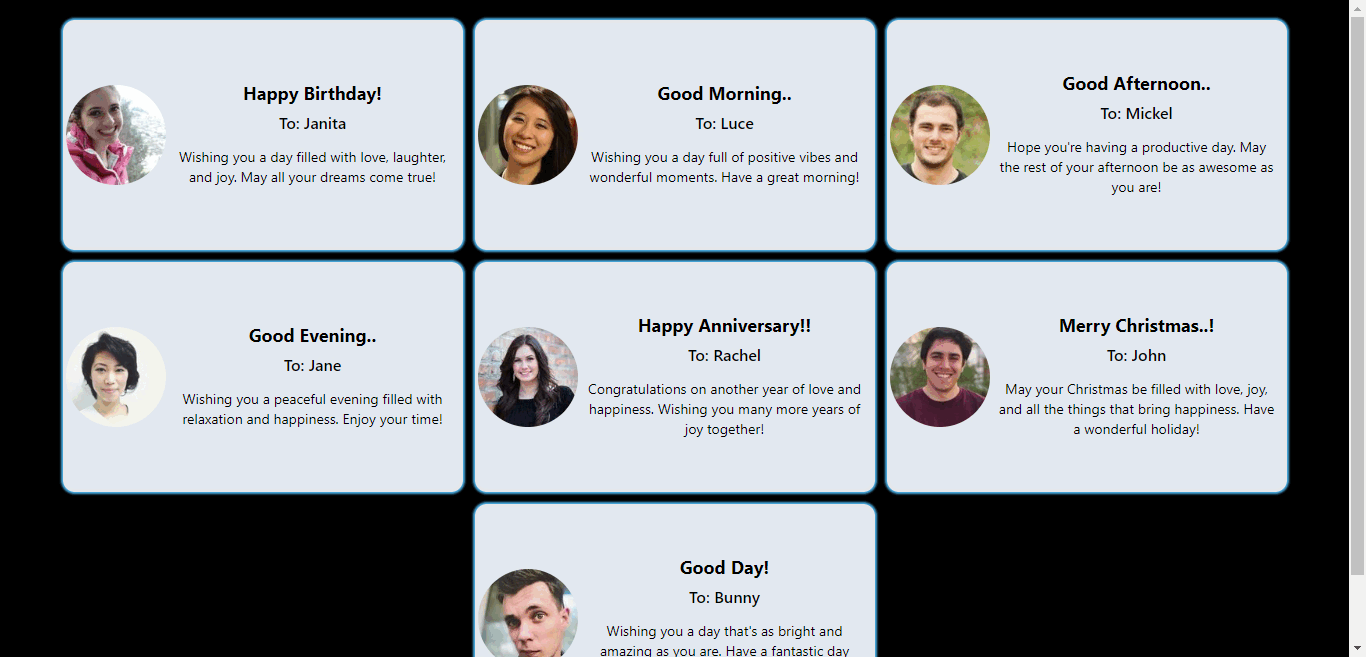 Happy Birthday!
To: Janita
Wishing you a day filled with love, laughter,
and joy. May all your dreams come true!
Good Morning..
To: Luce
Wishing you a day full of positive vibes and
wonderful moments. Have a great morning!
Good Afternoon..
To: Mickel
Hope you're having a productive day. May
the rest of your afternoon be as awesome as
you are!
Good Evening..
To: Jane
Wishing you a peaceful evening filled with
relaxation and happiness. Enjoy your time!
Happy Anniversary!!
To: Rachel
Congratulations on another year of love and
happiness. Wishing you many more years of
joy together!
Merry Christmas..!
To: John
May your Christmas be filled with love, joy,
and all the things that bring happiness. Have
a wonderful holiday!
Good Day!
To: Bunny
Wishing you a day that's as bright and
amazing as you are. Have a fantastic day